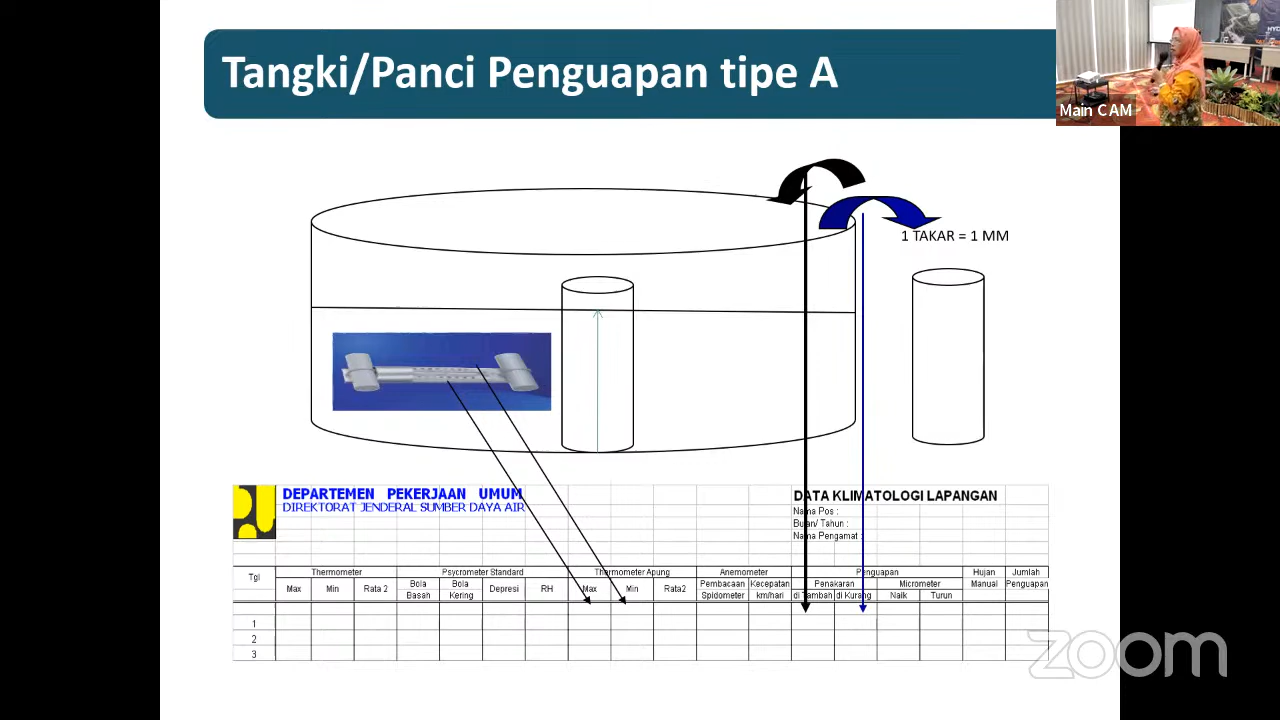 Tangki/Panci Penguapan tipe A
Main CAM
1 TAKAR = 1 MM
DEPARTEMEN PEKERJAAN UMUM
DIREKTORAT JENDERAL SUMBER DAYA AIR
DATA KLIMATOLOGI LAPANGAN
Nama Pos :
Bulan/ Tahun :
Nama Pengamat :
Tgl Thermometer Psycrometer Standard Thermometer Apung Anemometer Penguapan Hujan Jumlah
Max Min Rata2 Bola Bola Depresi RH Max Min Rata2 Pembacaan Kecepatan Penakaran Micrometer Manual Penguapan
Basah Kering Spidometer km/hari di Tambah di Kurang Naik Turun
1
2
3
zoom